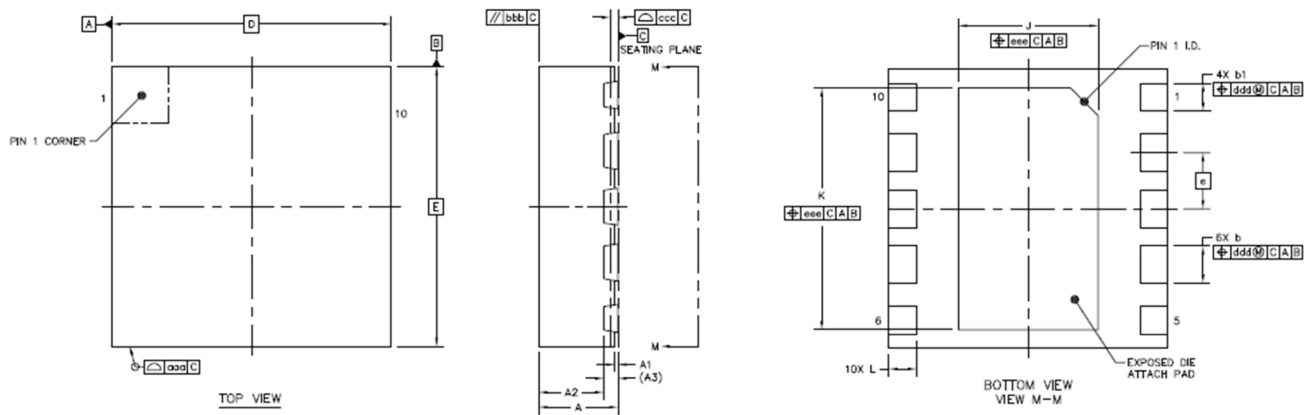 A
D
B
1
10
PIN 1 CORNER
E
⌓ aaa C
TOP VIEW
// bbb C
⌓ ccc C
C
SEATING PLANE
M
M
A1
(A3)
A2
A
J
⌖ eee C A B
PIN 1 I.D.
10
1
4X b1
⌖ ddd Ⓜ C A B
e
K
⌖ eee C A B
6X b
⌖ ddd Ⓜ C A B
6
5
10X L
EXPOSED DIE
ATTACH PAD
BOTTOM VIEW
VIEW M-M